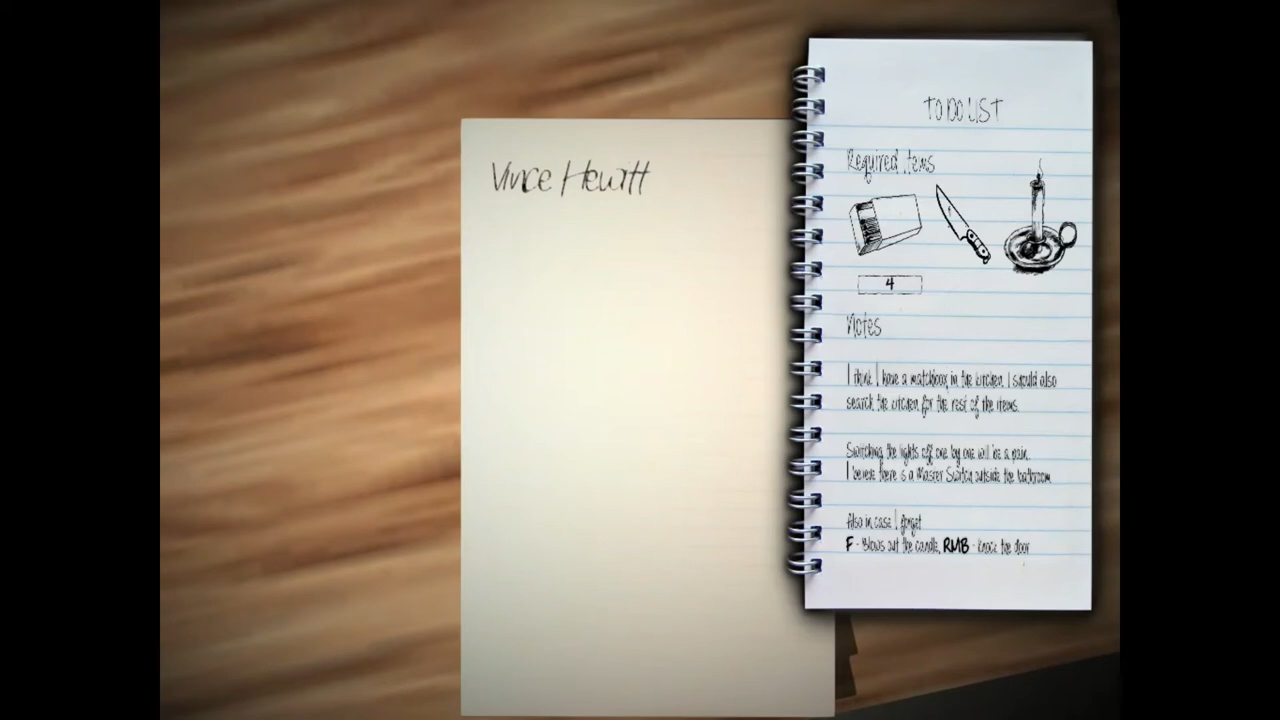 Vince Hewitt
TO DO LIST
Required Items
4
Notes
I think I have a matchbox in the kitchen. I should also
search the kitchen for the rest of the items.
Switching the lights off one by one will be a pain.
I believe there is a Master Switch outside the bathroom
Also in case I forget
F - Blows out the candle, RMB - knock the door